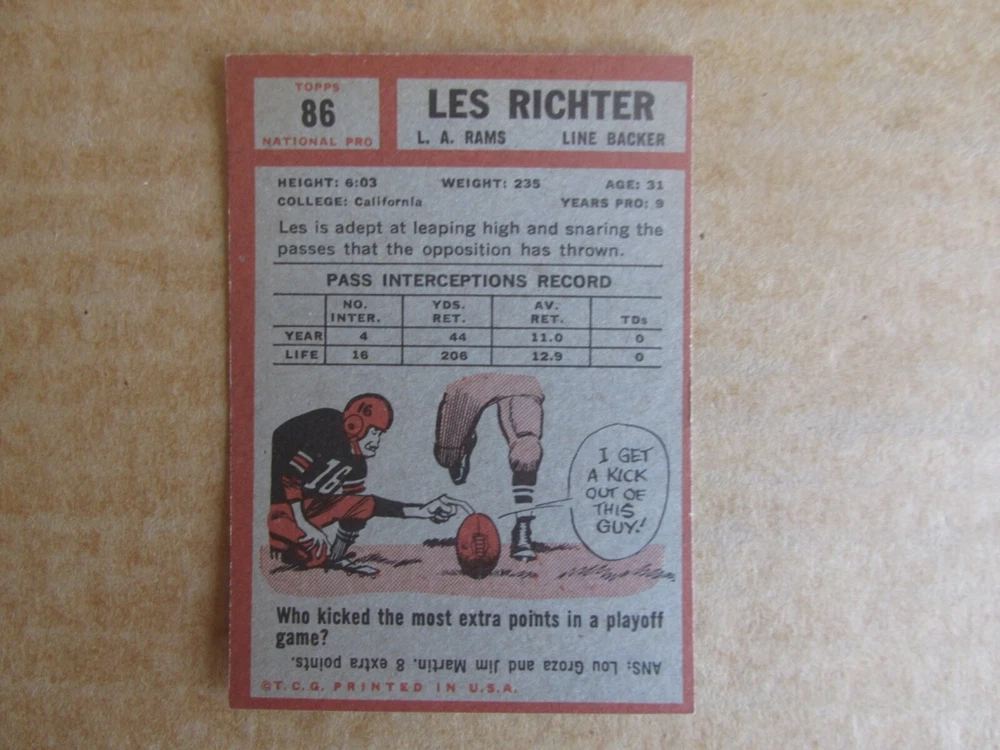 TOPPS
86
NATIONAL PRO
LES RICHTER
L. A. RAMS LINE BACKER
HEIGHT: 6:03 WEIGHT: 235 AGE: 31
COLLEGE: California YEARS PRO: 9
Les is adept at leaping high and snaring the
passes that the opposition has thrown.
PASS INTERCEPTIONS RECORD
NO. INTER. YDS. RET. AV. RET. TDs
YEAR 4 44 11.0 0
LIFE 16 206 12.9 0
16
16
I GET
A KICK
OUT OF
THIS
GUY!
Who kicked the most extra points in a playoff
game?
ANS: Lou Groza and Jim Martin. 8 extra points.
©T.C.G. PRINTED IN U.S.A.